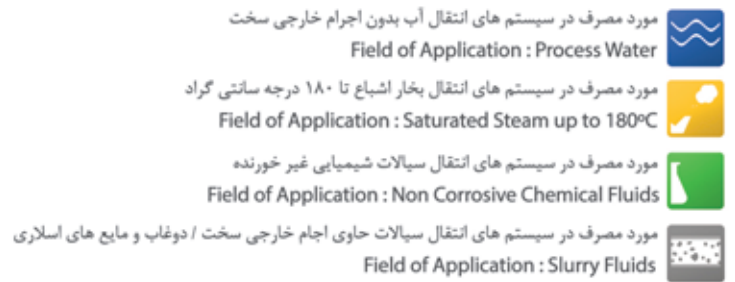 مورد مصرف در سیستم های انتقال آب بدون اجرام خارجی سخت
Field of Application : Process Water
مورد مصرف در سیستم های انتقال بخار اشباع تا ۱۸۰ درجه سانتی گراد
Field of Application : Saturated Steam up to 180ºC
مورد مصرف در سیستم های انتقال سیالات شیمیایی غیر خورنده
Field of Application : Non Corrosive Chemical Fluids
مورد مصرف در سیستم های انتقال سیالات حاوی اجام خارجی سخت / دوغاب و مایع های اسلاری
Field of Application : Slurry Fluids